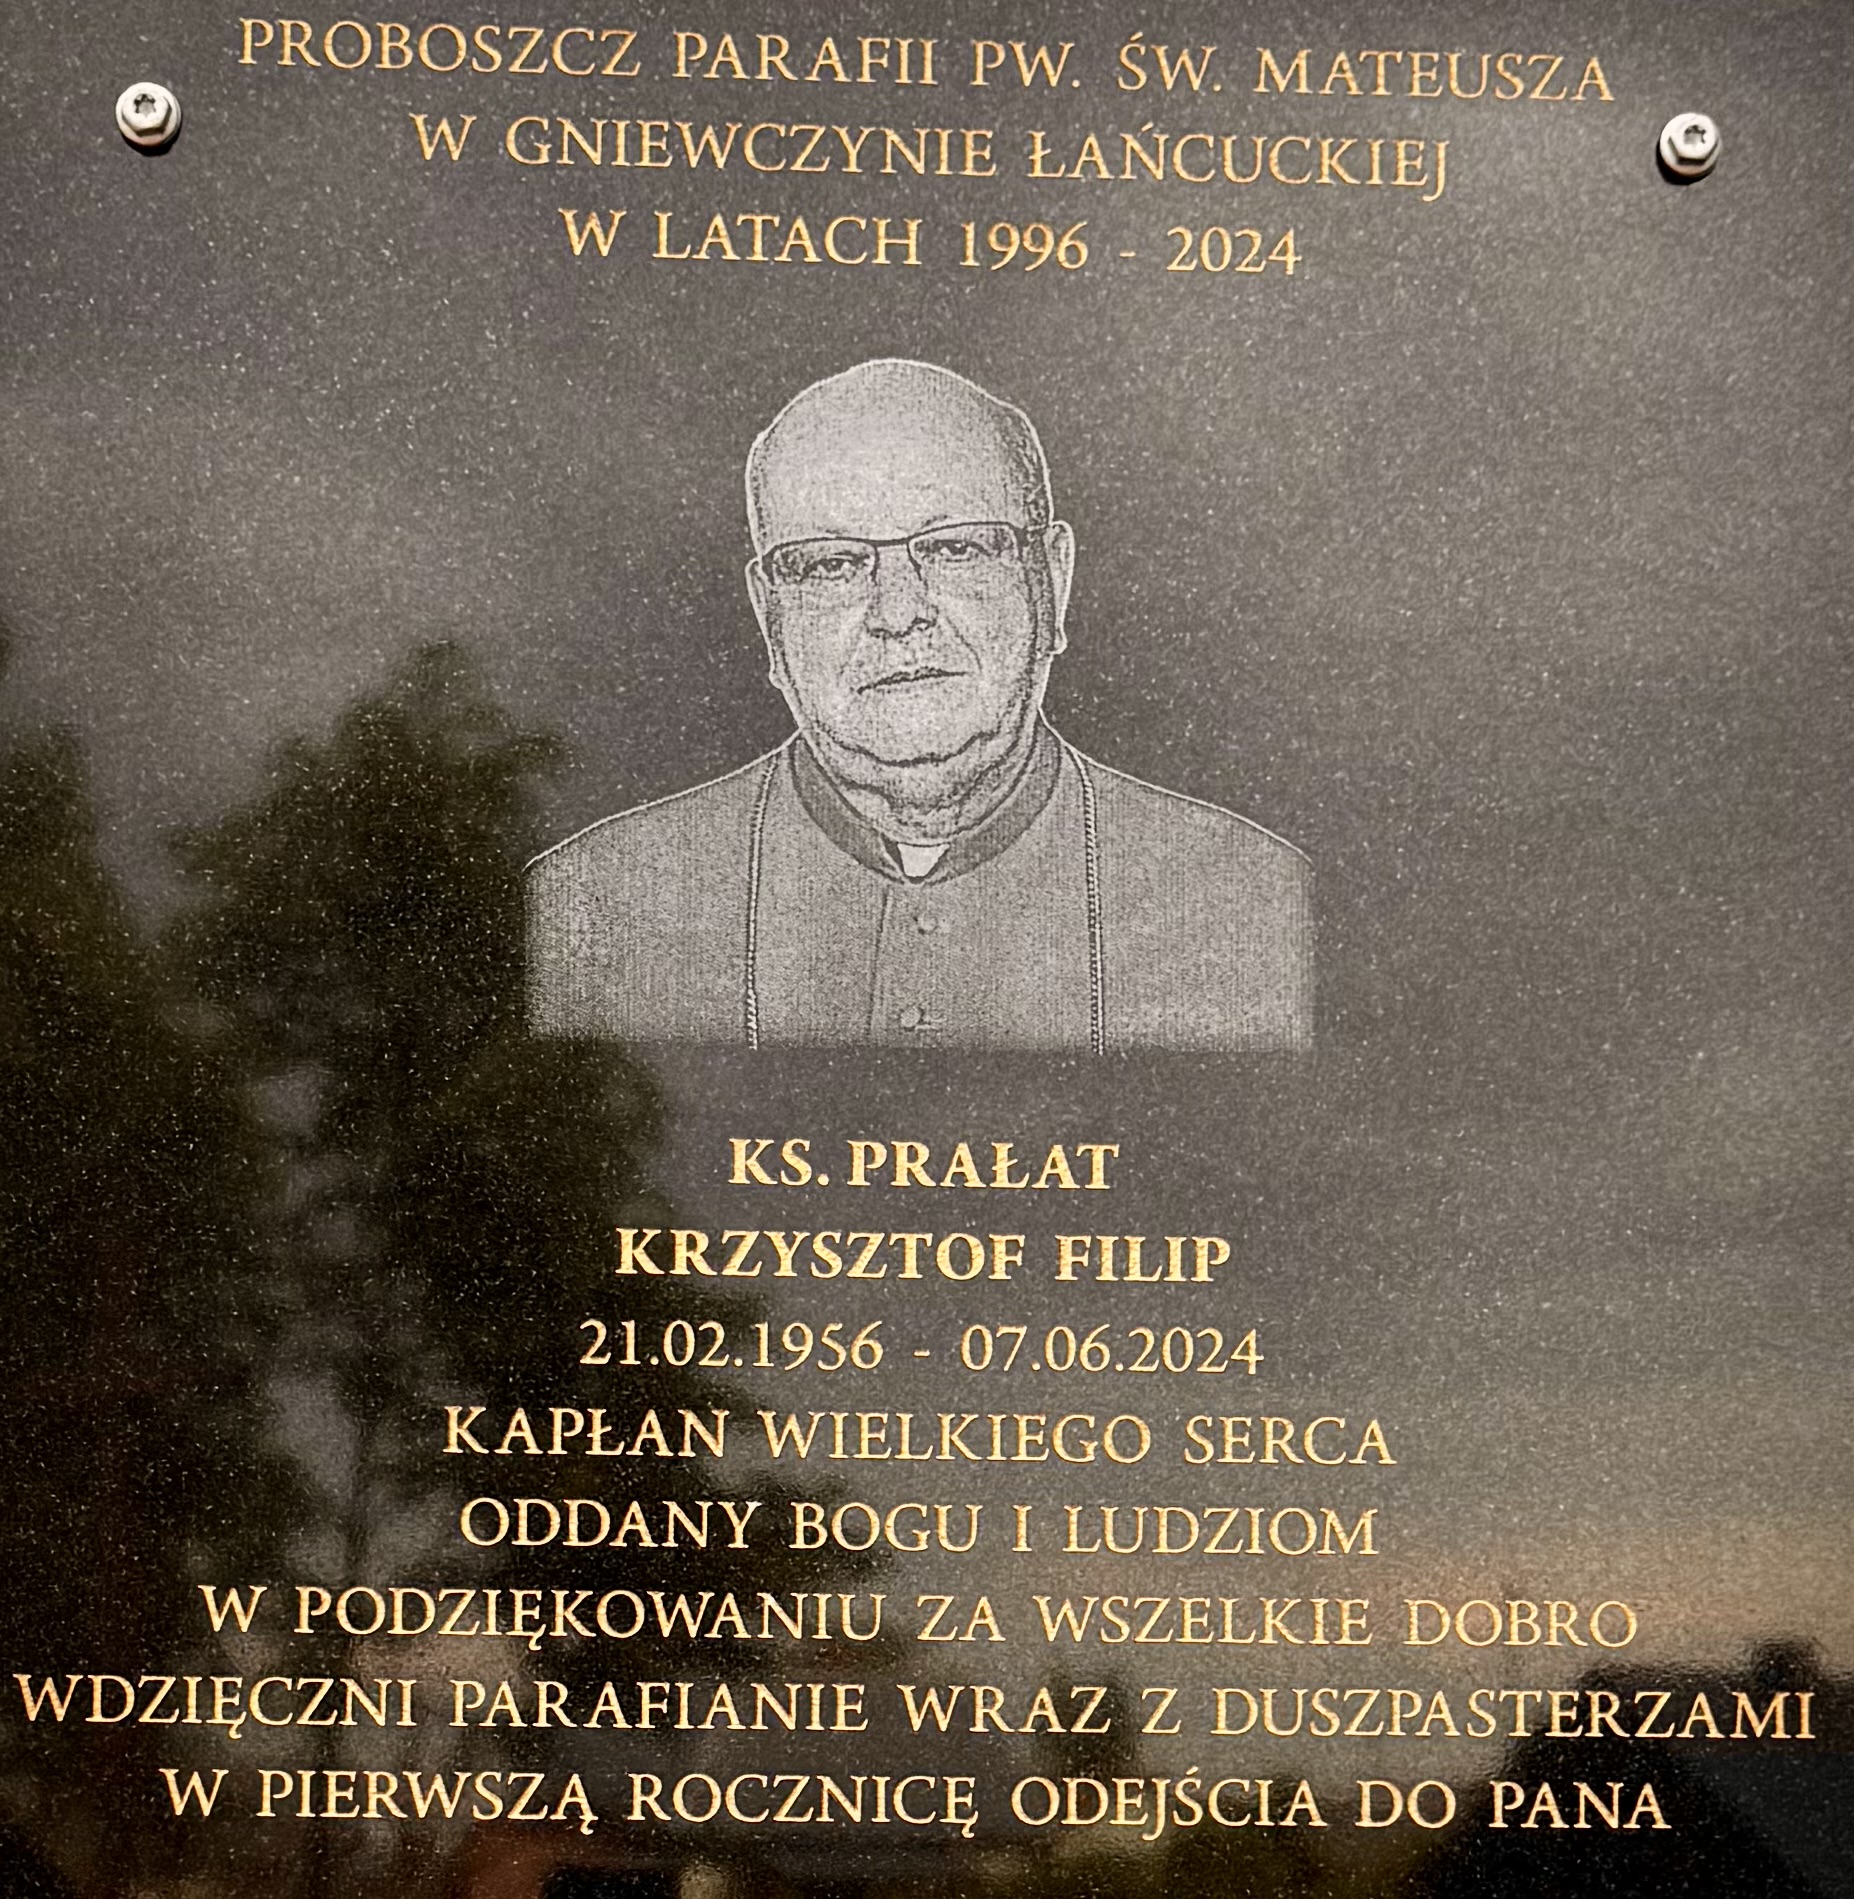 PROBOSZCZ PARAFII PW. ŚW. MATEUSZA
W GNIEWCZYNIE ŁAŃCUCKIEJ
W LATACH 1996 - 2024
KS. PRAŁAT
KRZYSZTOF FILIP
21.02.1956 - 07.06.2024
KAPŁAN WIELKIEGO SERCA
ODDANY BOGU I LUDZIOM
W PODZIĘKOWANIU ZA WSZELKIE DOBRO
WDZIĘCZNI PARAFIANIE WRAZ Z DUSZPASTERZAMI
W PIERWSZĄ ROCZNICĘ ODEJŚCIA DO PANA